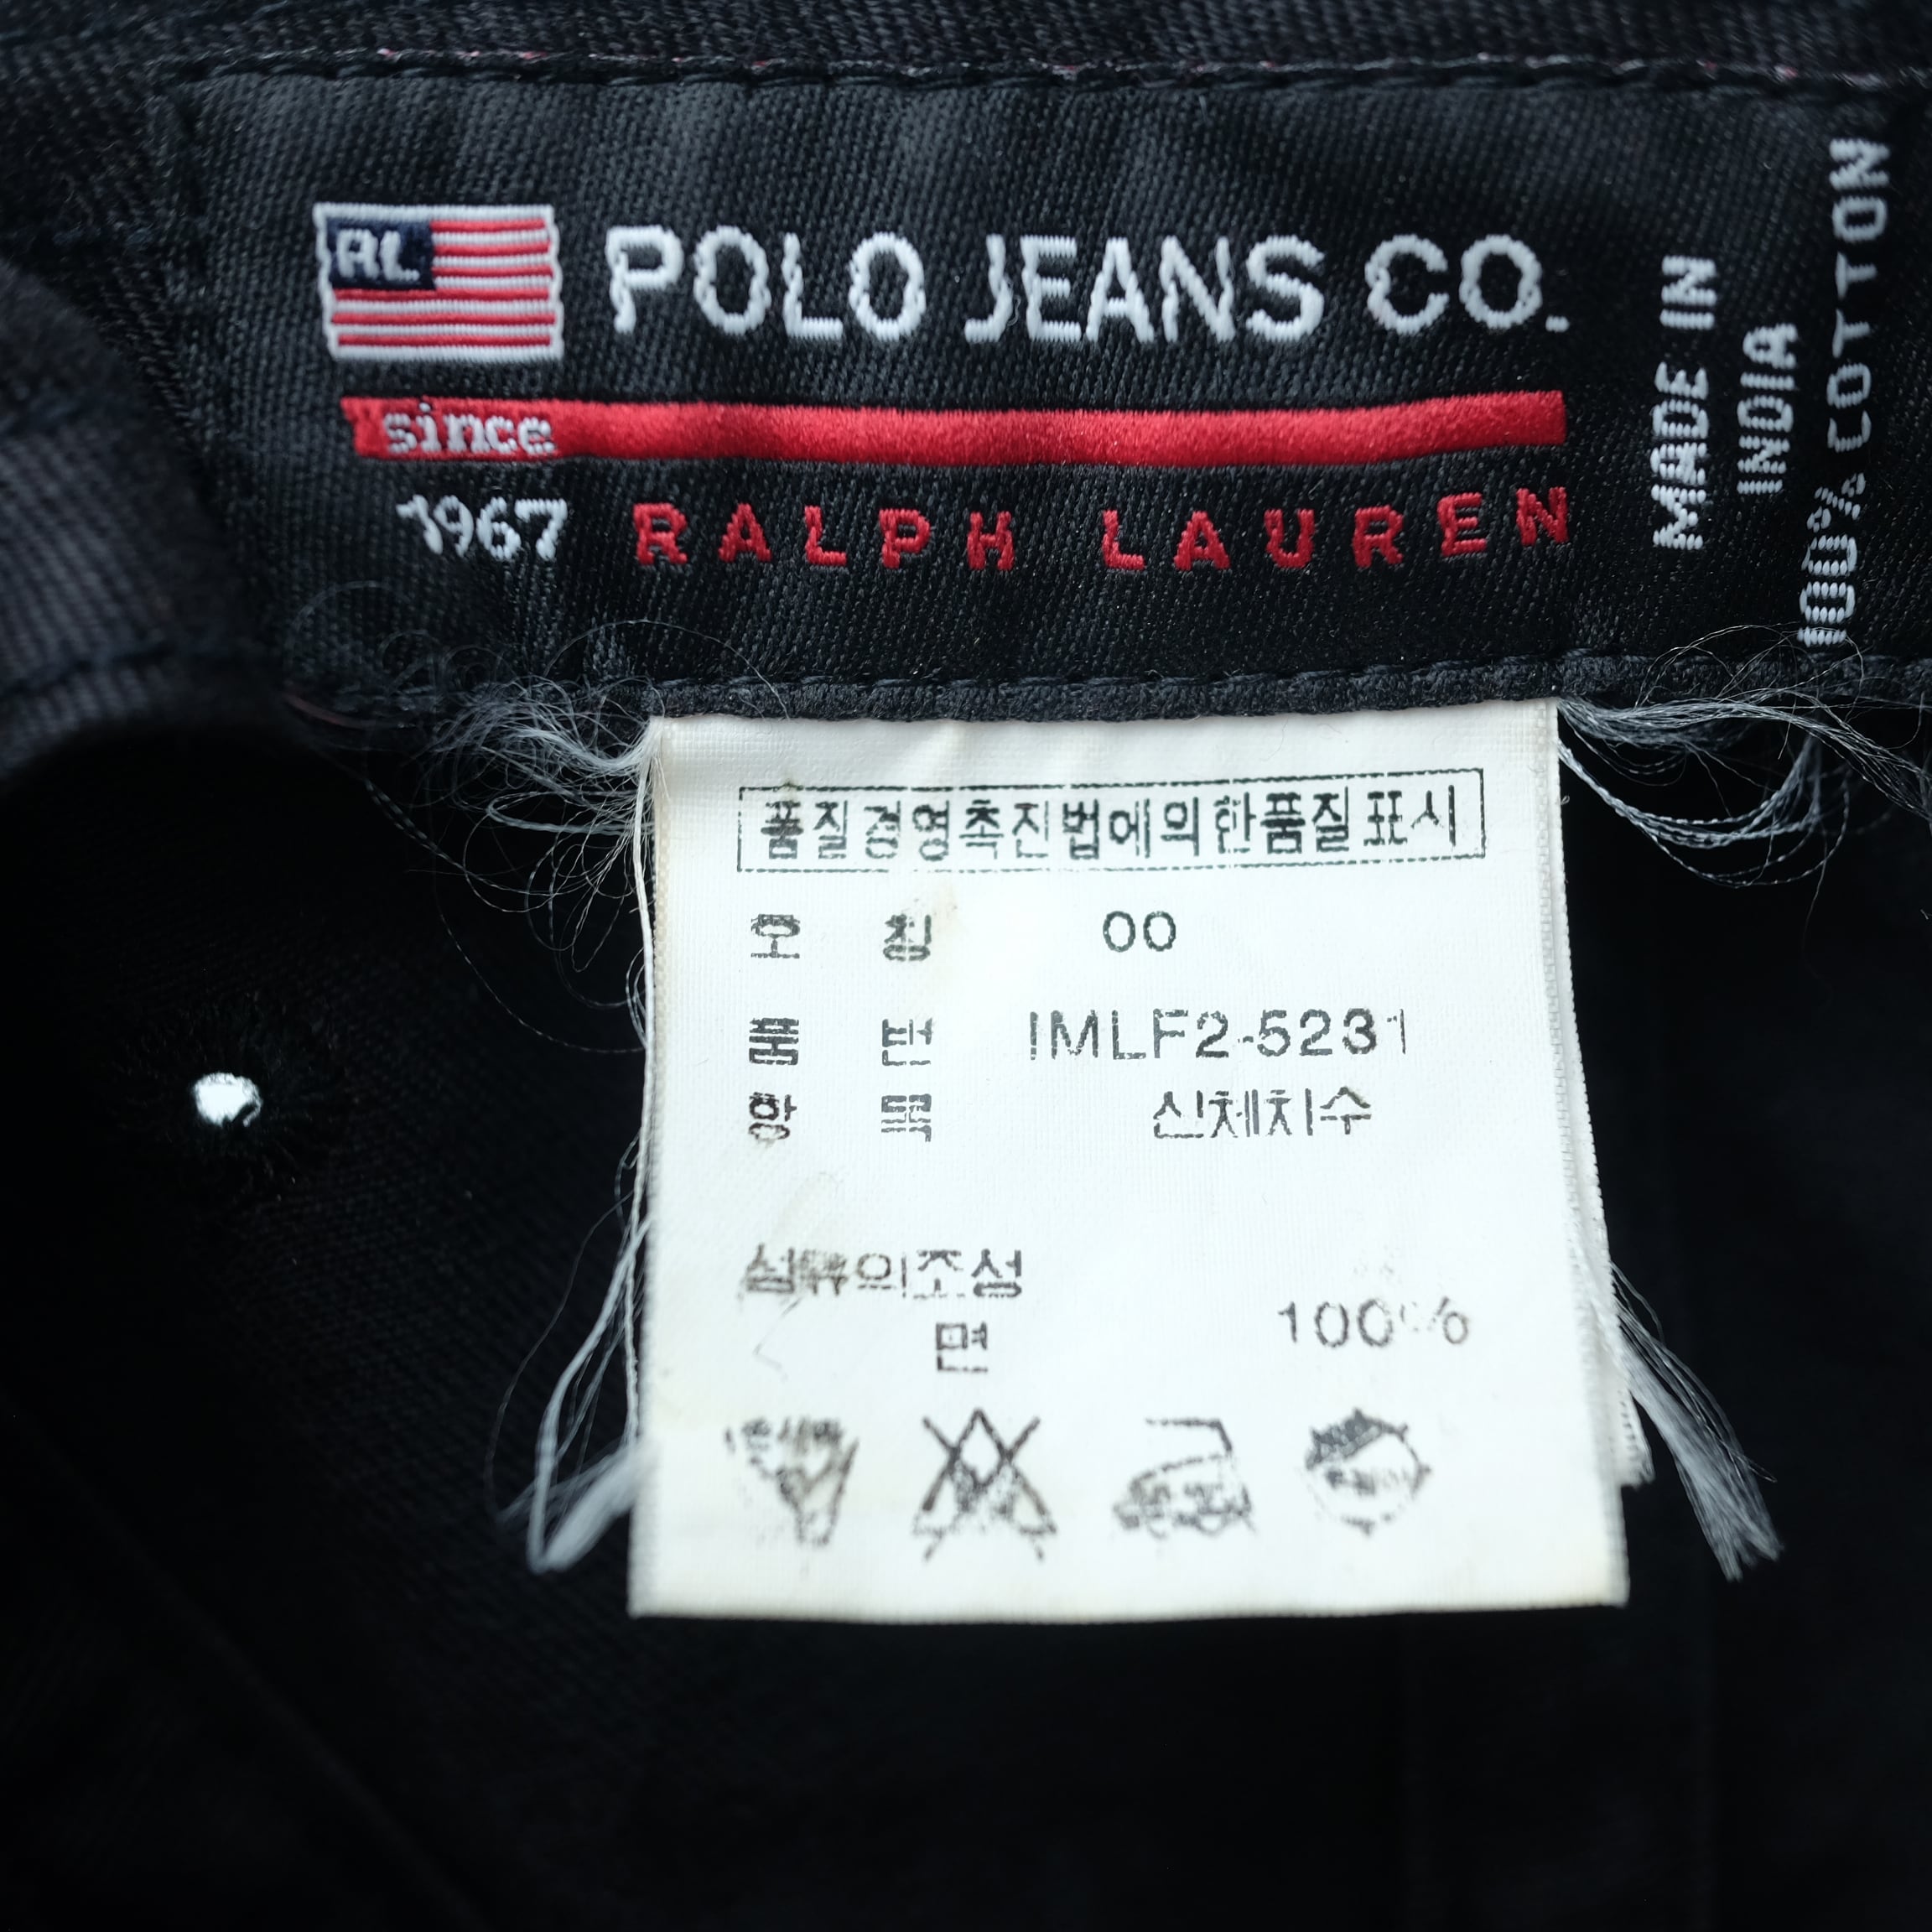 RL
POLO JEANS CO.
since
1967 RALPH LAUREN
MADE IN
INDIA
100% COTTON
품질경영촉진법에의한품질표시
호 칭 00
품 번 IMLF2-5231
항 목 신체치수
섬유의조성
면 100%